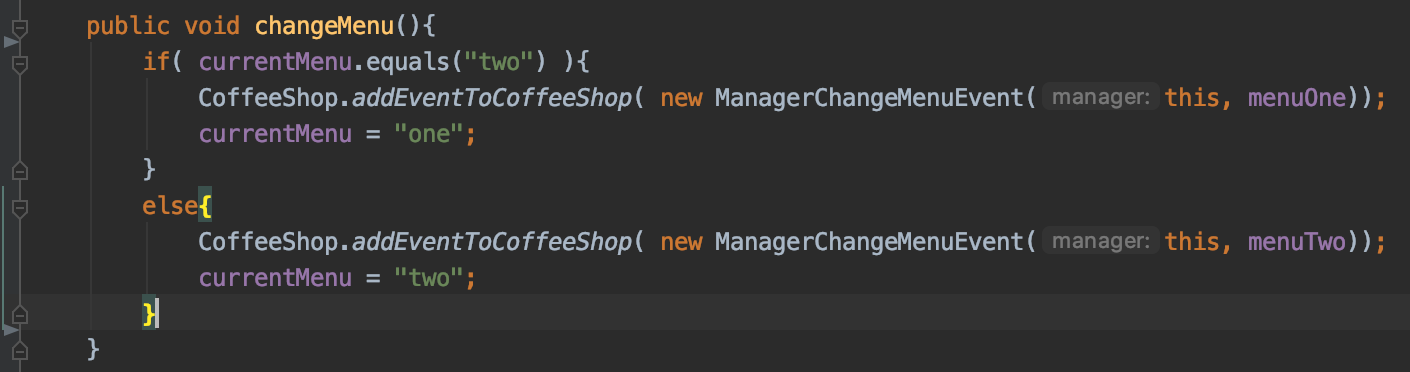 public void changeMenu(){
if( currentMenu.equals("two") ){
CoffeeShop.addEventToCoffeeShop( new ManagerChangeMenuEvent( manager: this, menuOne));
currentMenu = "one";
}
else{
CoffeeShop.addEventToCoffeeShop( new ManagerChangeMenuEvent( manager: this, menuTwo));
currentMenu = "two";
}
}